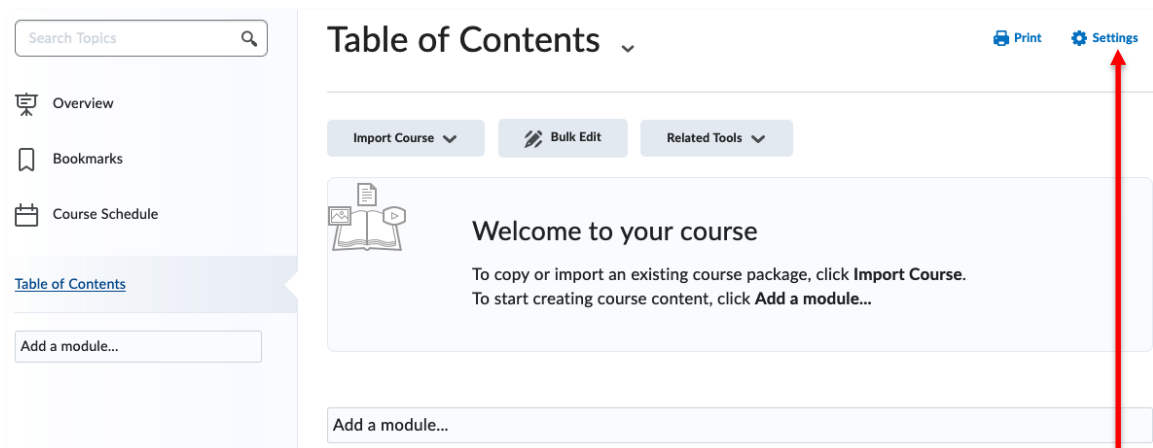 Search Topics
Overview
Bookmarks
Course Schedule
Table of Contents
Add a module...
Table of Contents
Print
Settings
Import Course
Bulk Edit
Related Tools
Welcome to your course
To copy or import an existing course package, click Import Course.
To start creating course content, click Add a module...
Add a module...